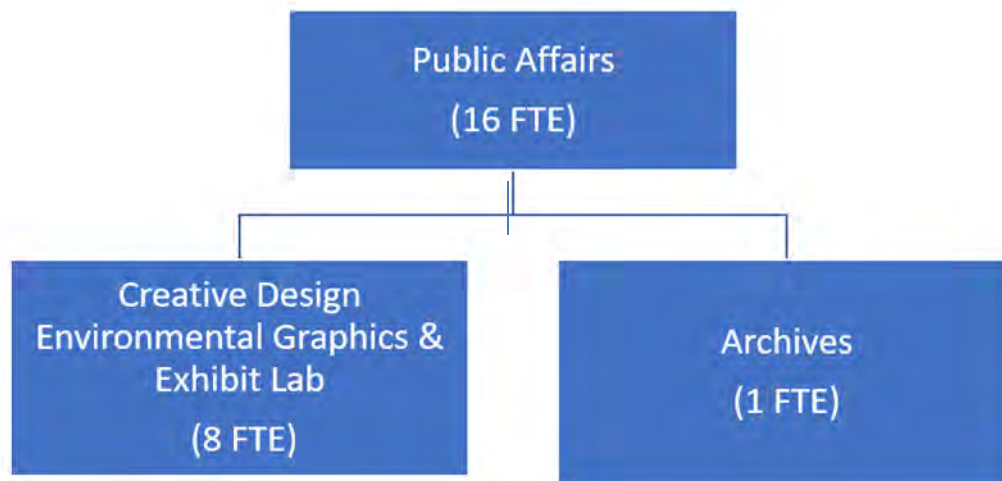 Public Affairs
(16 FTE)
Creative Design
Environmental Graphics &
Exhibit Lab
(8 FTE)
Archives
(1 FTE)